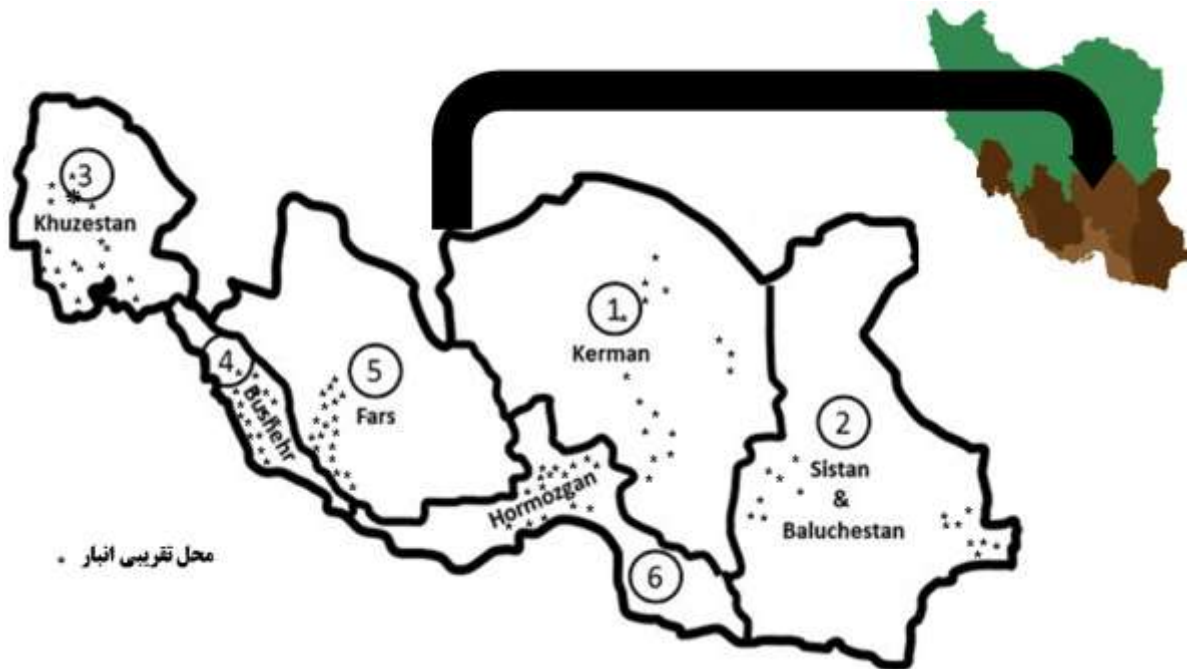 3
Khuzestan
1
Kerman
4
Bushehr
5
Fars
2
Sistan
&
Baluchestan
Hormozgan
6
محل تقریبی انبار